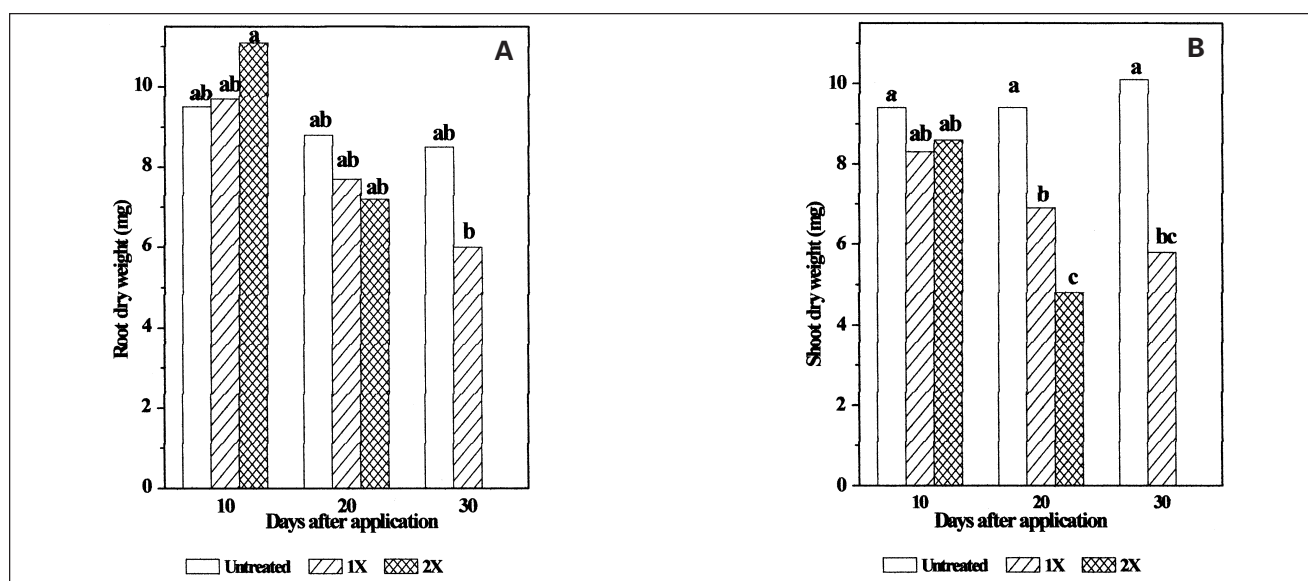 A
Root dry weight (mg)
10
8
6
4
2
0
ab
ab
a
ab
ab
ab
ab
b
10
20
30
Days after application
Untreated
1X
2X
B
Shoot dry weight (mg)
10
8
6
4
2
0
a
ab
ab
a
b
c
a
bc
10
20
30
Days after application
Untreated
1X
2X